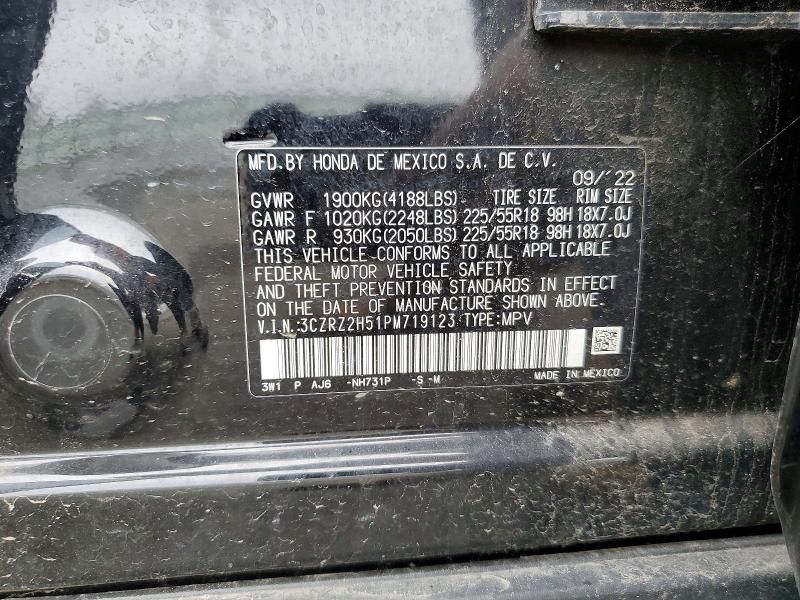 MFD. BY HONDA DE MEXICO S.A. DE C.V.
09/'22
GVWR 1900KG(4188LBS) TIRE SIZE RIM SIZE
GAWR F 1020KG(2248LBS) 225/55R18 98H 18X7.0J
GAWR R 930KG(2050LBS) 225/55R18 98H 18X7.0J
THIS VEHICLE CONFORMS TO ALL APPLICABLE
FEDERAL MOTOR VEHICLE SAFETY
AND THEFT PREVENTION STANDARDS IN EFFECT
ON THE DATE OF MANUFACTURE SHOWN ABOVE.
V.I.N.:3CZRZ2H51PM719123 TYPE:MPV
3W1 P AJ6 -NH731P -S -M MADE IN MEXICO